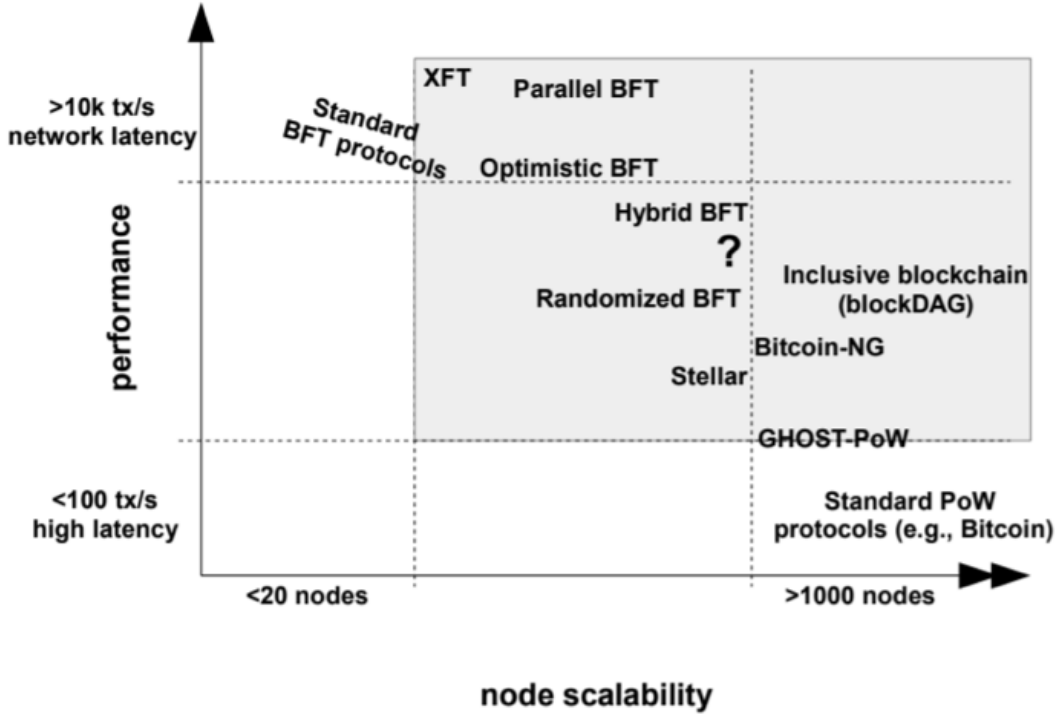 XFT
Parallel BFT
>10k tx/s
network latency
Standard
BFT protocols
Optimistic BFT
Hybrid BFT
?
performance
Inclusive blockchain
(blockDAG)
Randomized BFT
Bitcoin-NG
Stellar
GHOST-PoW
<100 tx/s
high latency
Standard PoW
protocols (e.g., Bitcoin)
<20 nodes
>1000 nodes
node scalability